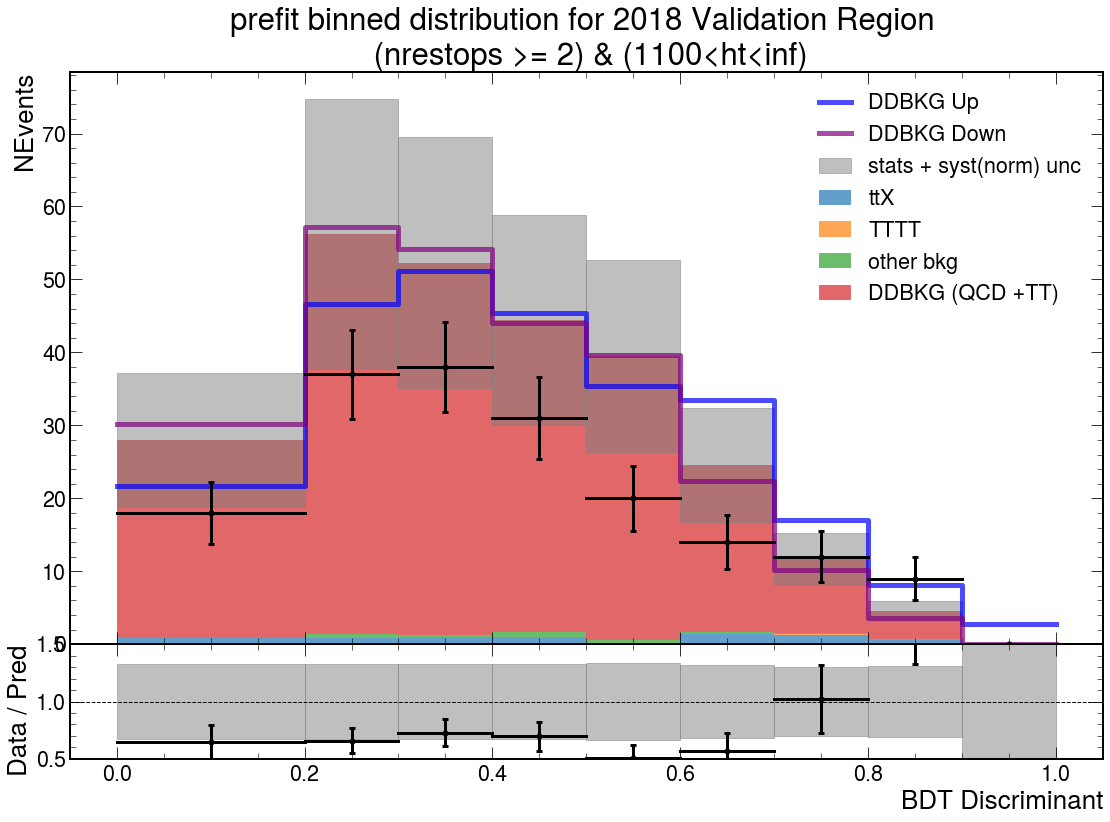 prefit binned distribution for 2018 Validation Region
(nrestops >= 2) & (1100<ht<inf)
NEvents
70
60
50
40
30
20
10
0
DDBKG Up
DDBKG Down
stats + syst(norm) unc
ttX
TTTT
other bkg
DDBKG (QCD +TT)
Data / Pred
1.5
1.0
0.5
0.0
0.2
0.4
0.6
0.8
1.0
BDT Discriminant